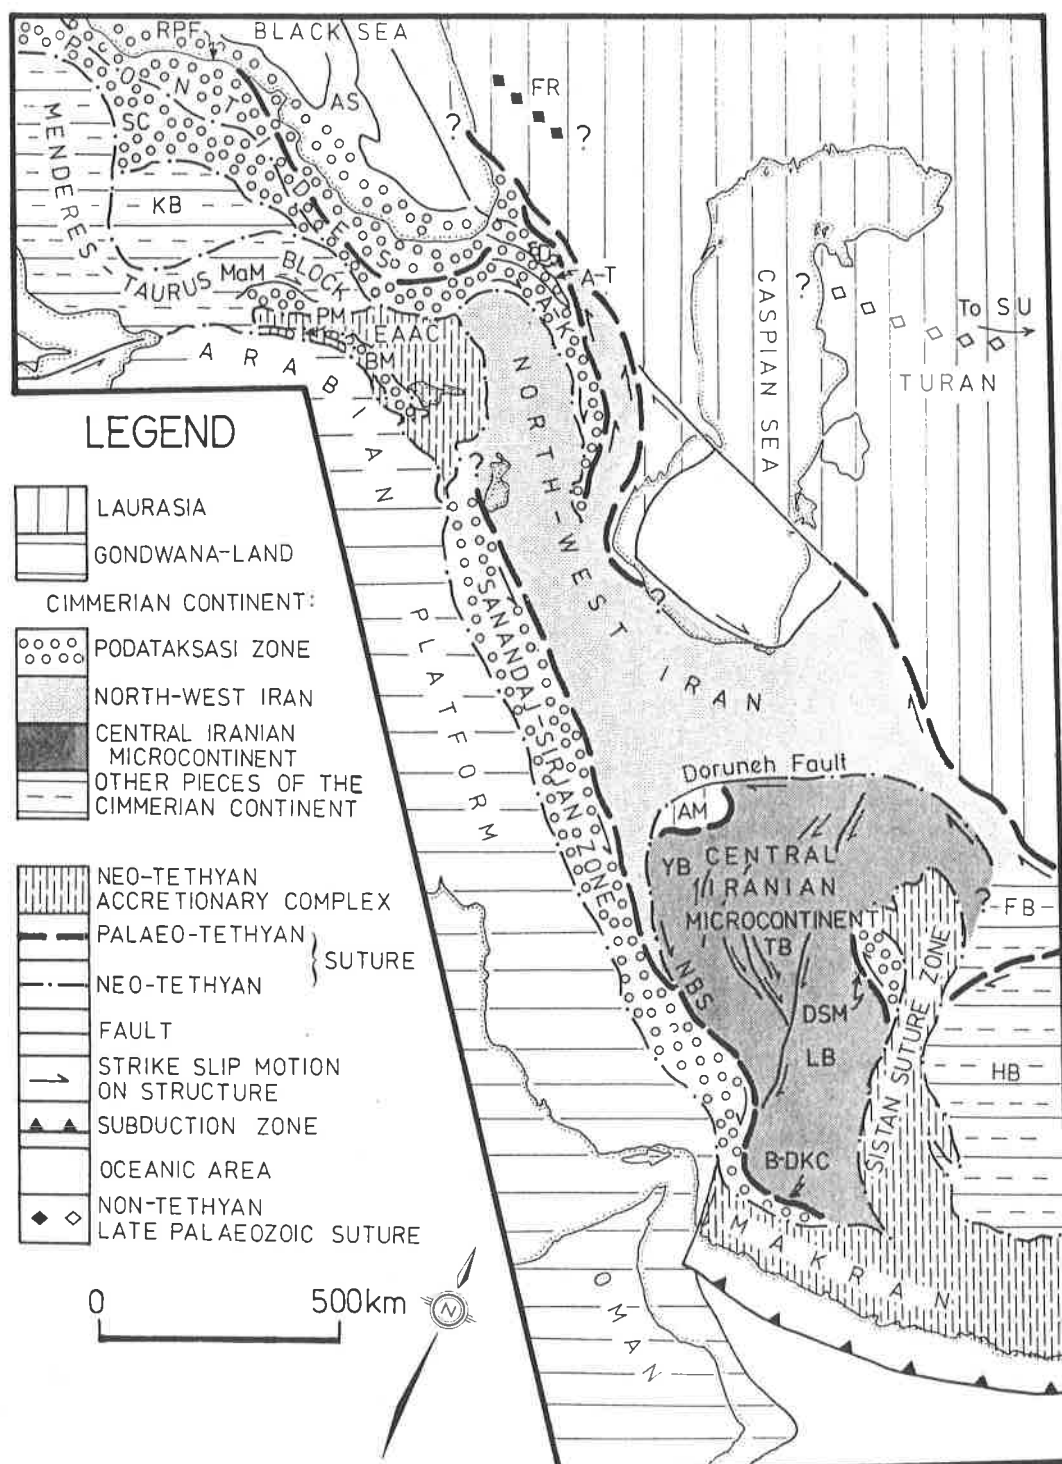 RPF
BLACK SEA
PONTIDES
AS
FR
?
?
SC
KB
MENDERES-TAURUS BLOCK
MaM
PM
EAAC
BM
A-T
A-K
?
CASPIAN SEA
To SU
TURAN
ARABIAN PLATFORM
NORTH-WEST IRAN
?
?
SANANDAJ-SIRJAN ZONE
Doruneh Fault
AM
YB
CENTRAL
IRANIAN
MICROCONTINENT
TB
NBS
DSM
LB
B-DKC
SISTAN SUTURE ZONE
?
FB
HB
MAKRAN
OMAN
LEGEND
LAURASIA
GONDWANA-LAND
CIMMERIAN CONTINENT:
PODATAKSASI ZONE
NORTH-WEST IRAN
CENTRAL IRANIAN
MICROCONTINENT
OTHER PIECES OF THE
CIMMERIAN CONTINENT
NEO-TETHYAN
ACCRETIONARY COMPLEX
PALAEO-TETHYAN
SUTURE
NEO-TETHYAN
FAULT
STRIKE SLIP MOTION
ON STRUCTURE
SUBDUCTION ZONE
OCEANIC AREA
NON-TETHYAN
LATE PALAEOZOIC SUTURE
0 500km
N